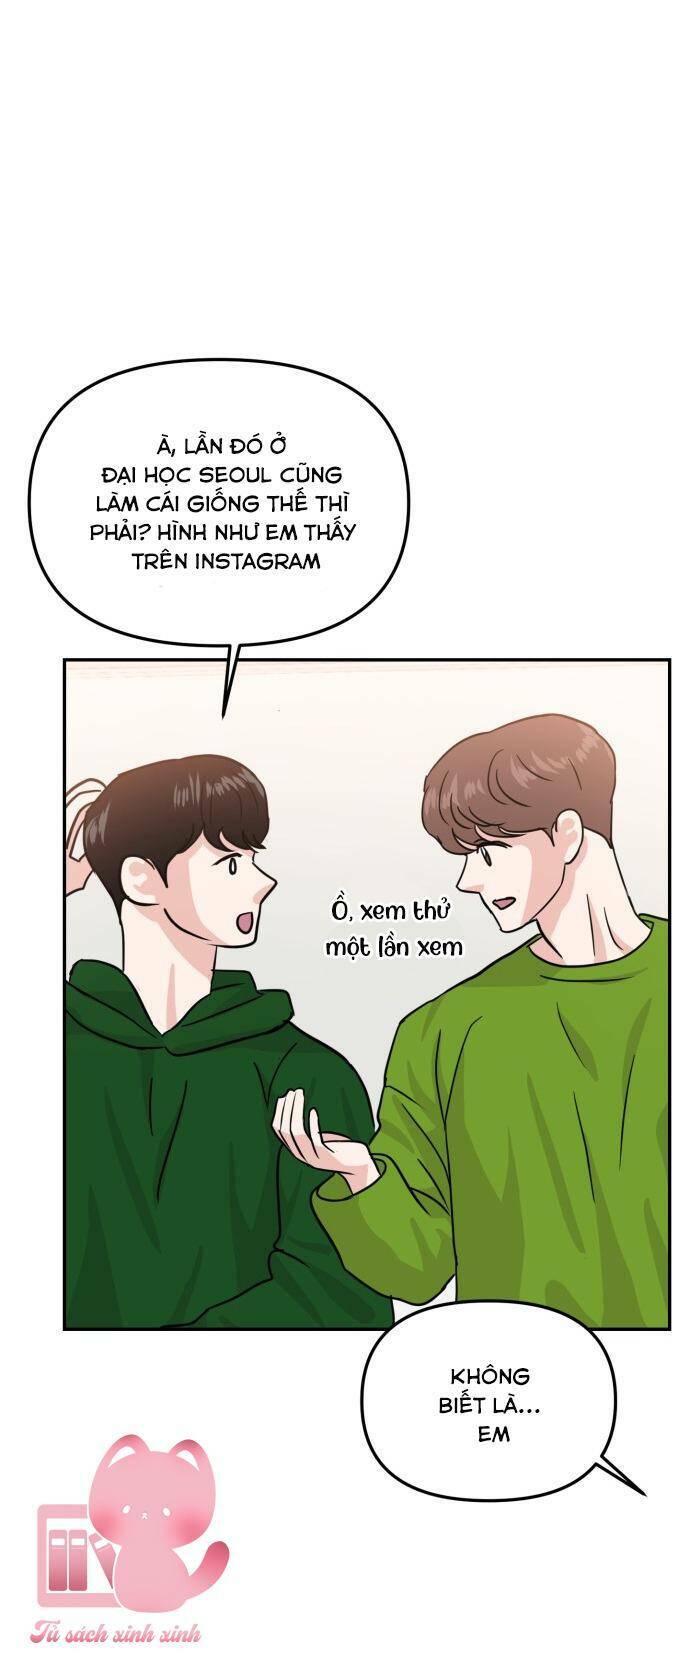 À, LẦN ĐÓ Ở
ĐẠI HỌC SEOUL CŨNG
LÀM CÁI GIỐNG THẾ THÌ
PHẢI? HÌNH NHƯ EM THẤY
TRÊN INSTAGRAM
Ồ, xem thử
một lần xem
KHÔNG
BIẾT LÀ...
EM
Tủ sách xinh xinh